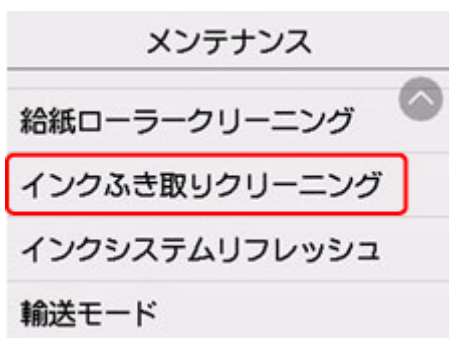 メンテナンス
給紙ローラークリーニング
インクふき取りクリーニング
インクシステムリフレッシュ
輸送モード